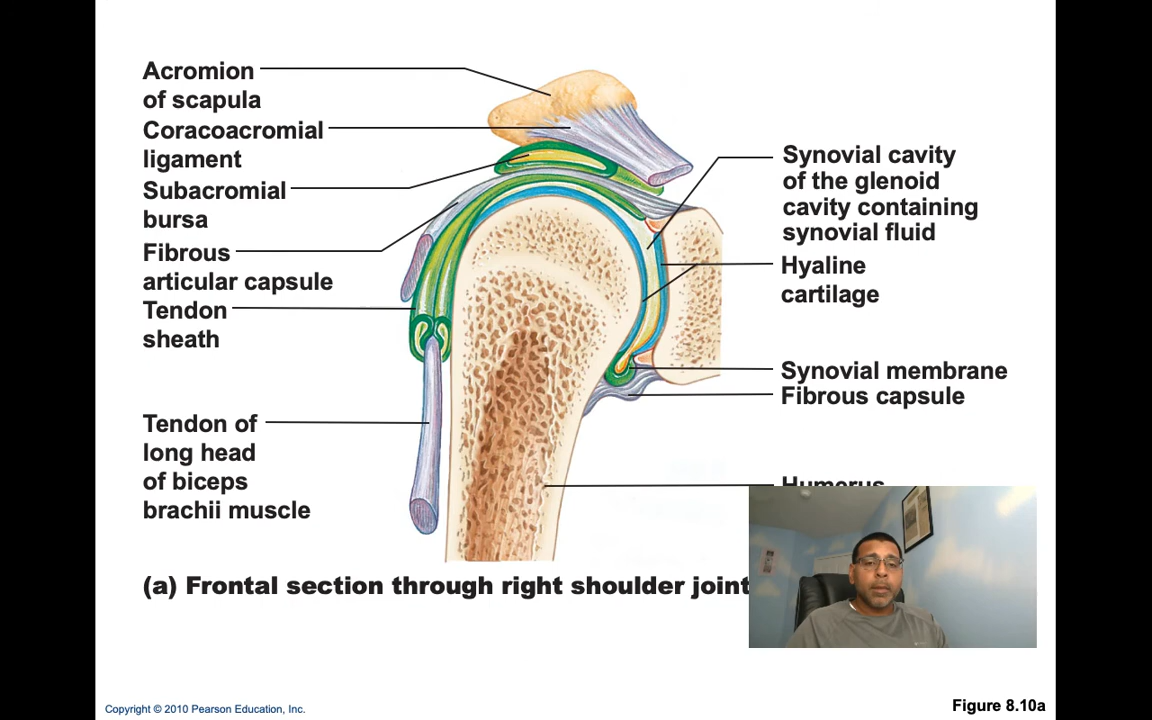 Acromion
of scapula
Coracoacromial
ligament
Subacromial
bursa
Fibrous
articular capsule
Tendon
sheath
Tendon of
long head
of biceps
brachii muscle
Synovial cavity
of the glenoid
cavity containing
synovial fluid
Hyaline
cartilage
Synovial membrane
Fibrous capsule
Humerus
(a) Frontal section through right shoulder joint
Copyright © 2010 Pearson Education, Inc.
Figure 8.10a